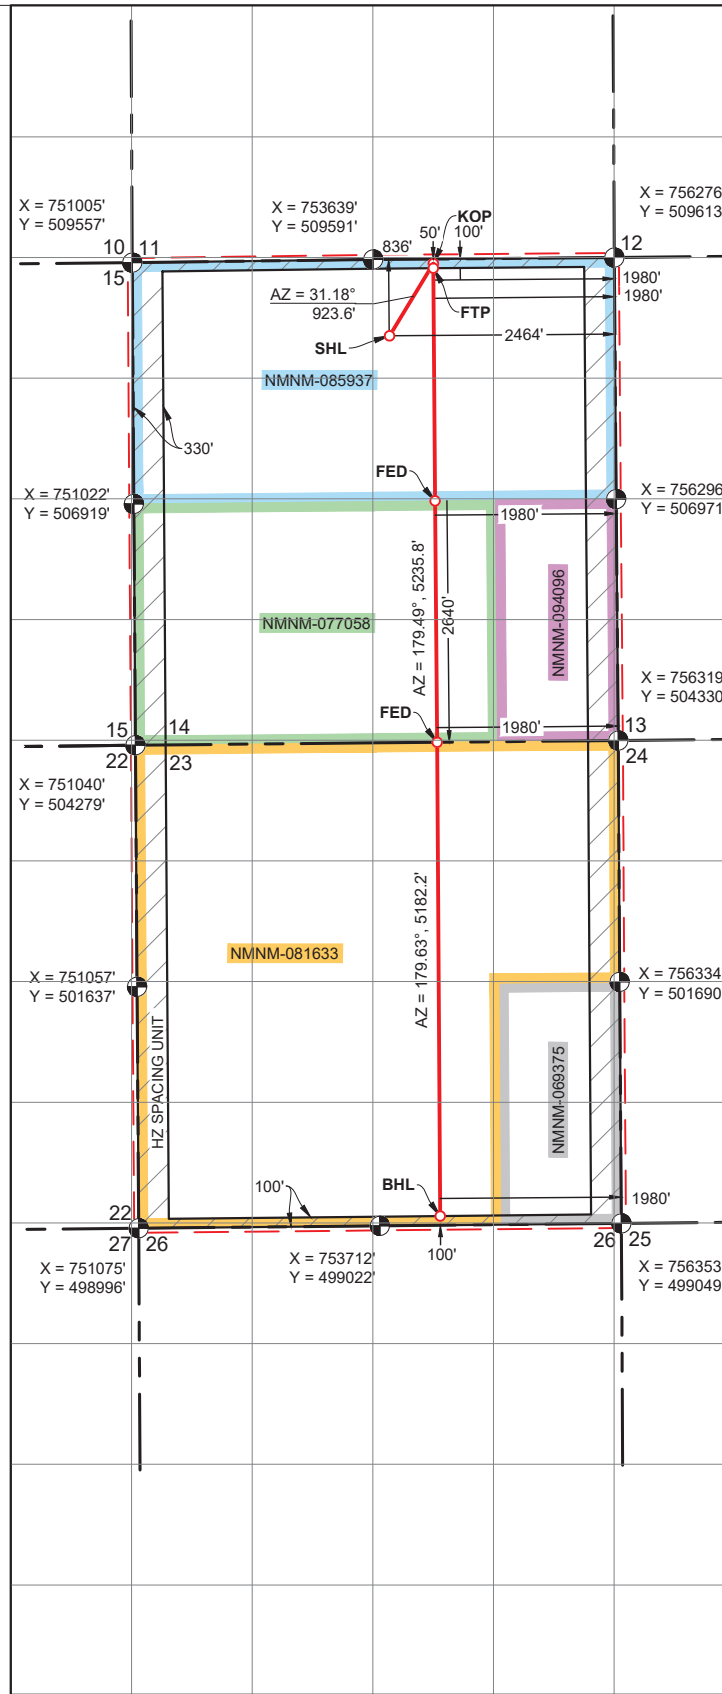 X = 751005'
Y = 509557'
X = 753639'
Y = 509591'
X = 756276
Y = 509613
KOP
50'
100'
836'
10
11
12
15
1980'
1980'
AZ = 31.18°
923.6'
FTP
SHL
2464'
NMNM-085937
330'
FED
X = 751022'
Y = 506919'
X = 756296
Y = 506971
1980'
AZ = 179.49°, 5235.8'
2640'
NMNM-077058
NMNM-094096
X = 756319
Y = 504330
FED
1980'
15
14
13
22
23
24
X = 751040'
Y = 504279'
AZ = 179.63°, 5182.2'
NMNM-081633
X = 751057'
Y = 501637'
X = 756334
Y = 501690
HZ SPACING UNIT
NMNM-069375
100'
BHL
1980'
22
27
26
26
25
100'
X = 751075'
Y = 498996'
X = 753712'
Y = 499022'
X = 756353
Y = 499049